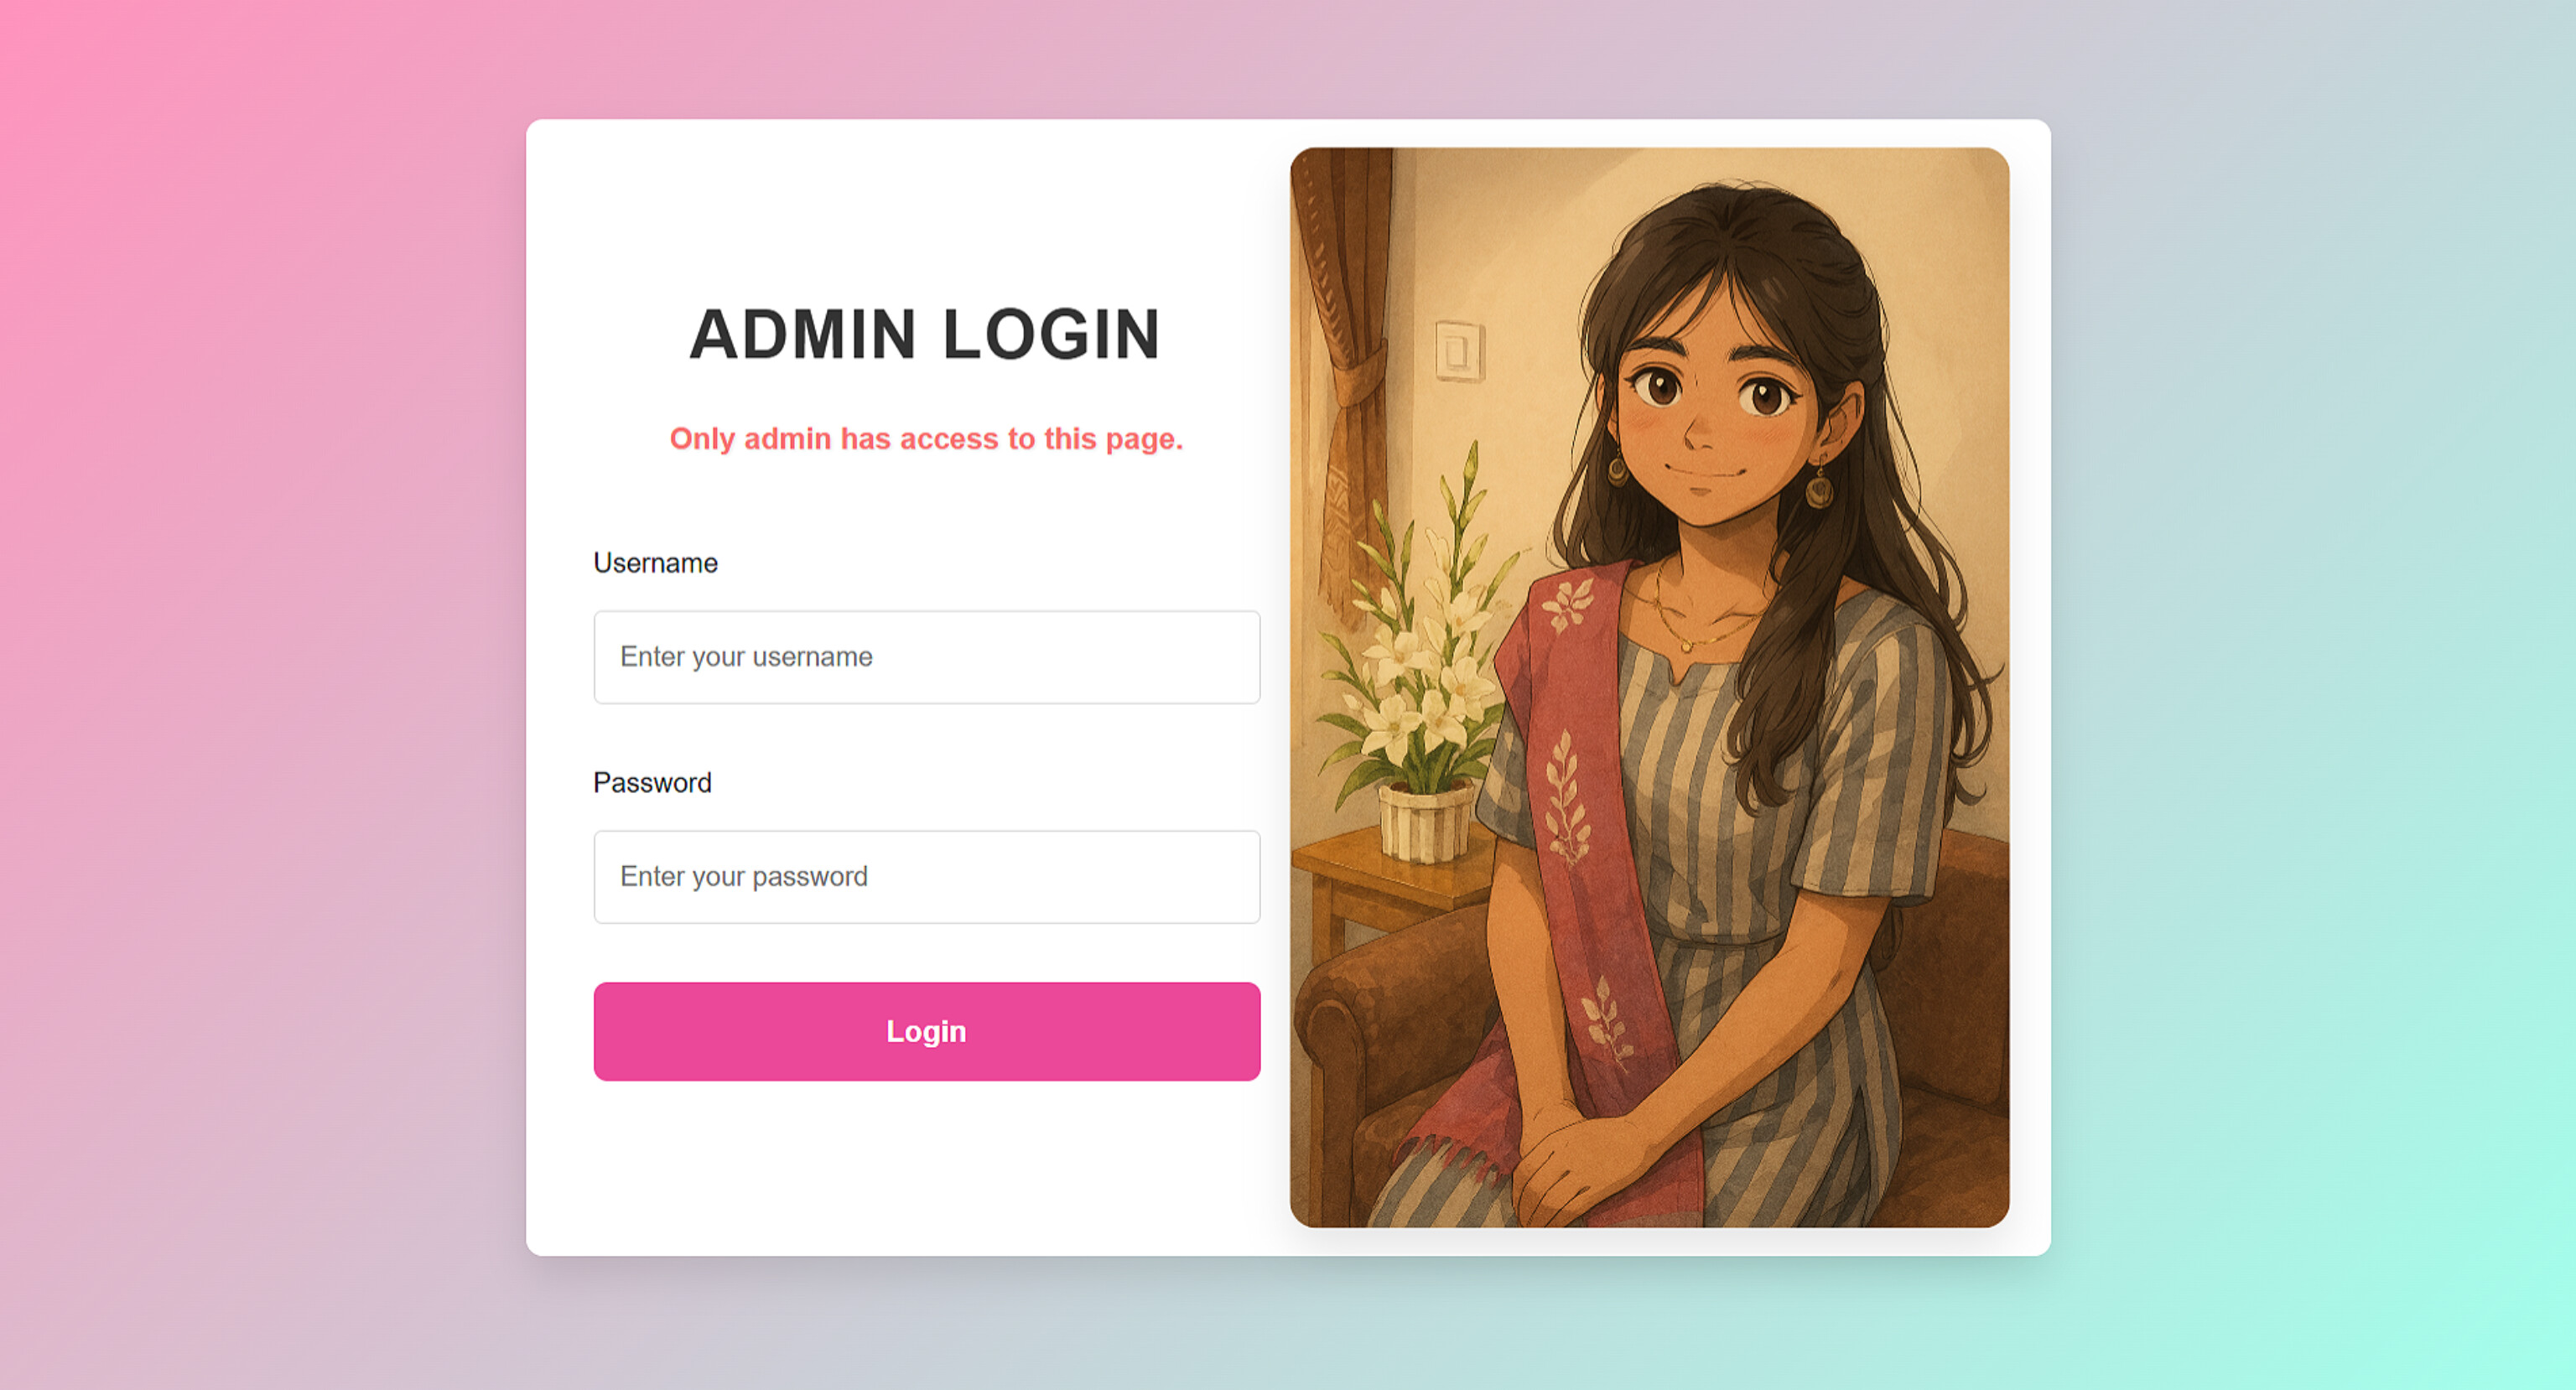 ADMIN LOGIN
Only admin has access to this page.
Username
Enter your username
Password
Enter your password
Login